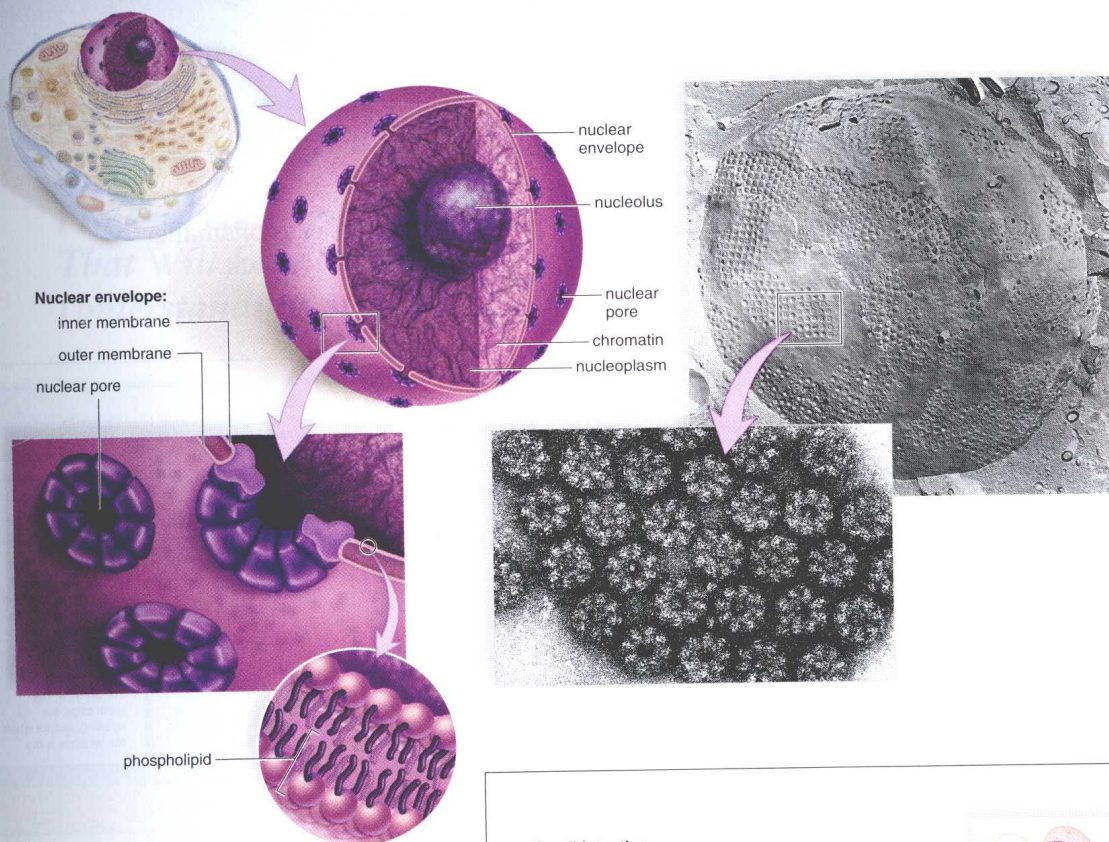 nuclear
envelope
nucleolus
nuclear
pore
chromatin
nucleoplasm
Nuclear envelope:
inner membrane
outer membrane
nuclear pore
phospholipid